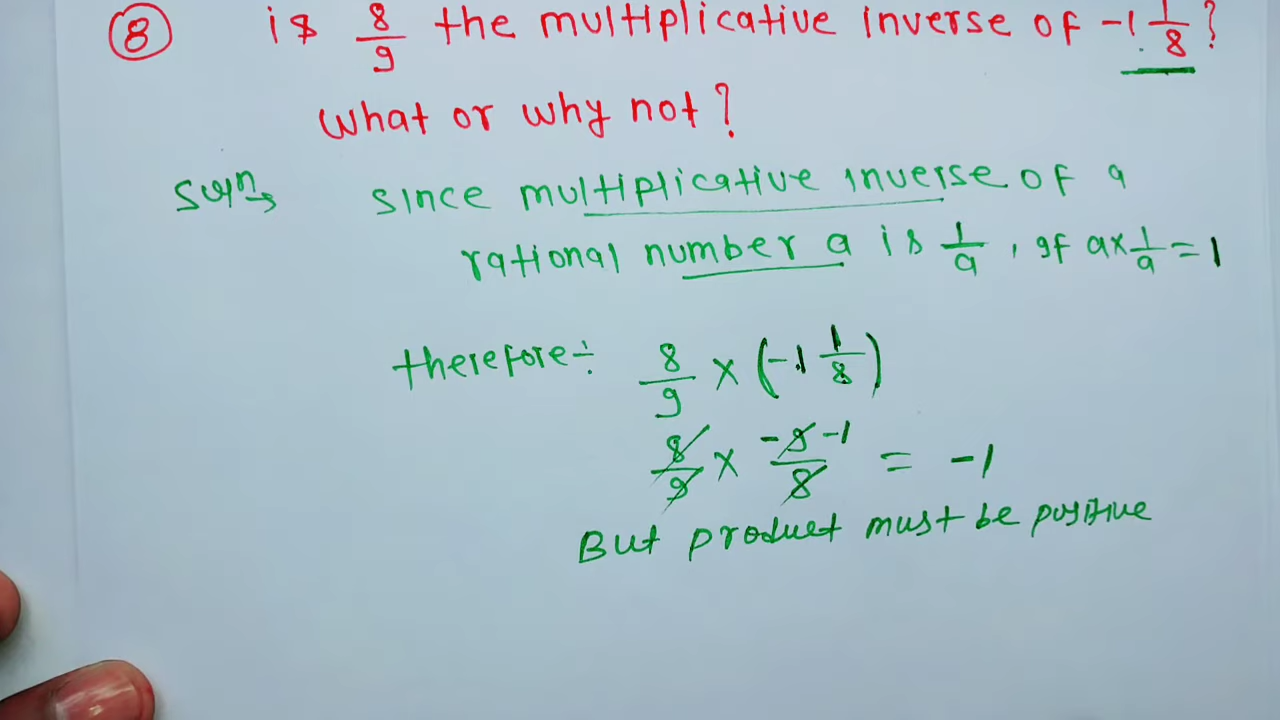 8 is 8/9 the multiplicative inverse of -1 1/8?
What or why not?
Solⁿ→ since multiplicative inverse of a
rational number a is 1/a, if a×1/a=1
therefore÷ 8/9 × (-1 1/8)
8/9 × -9/8 -1 = -1
But product must be positive